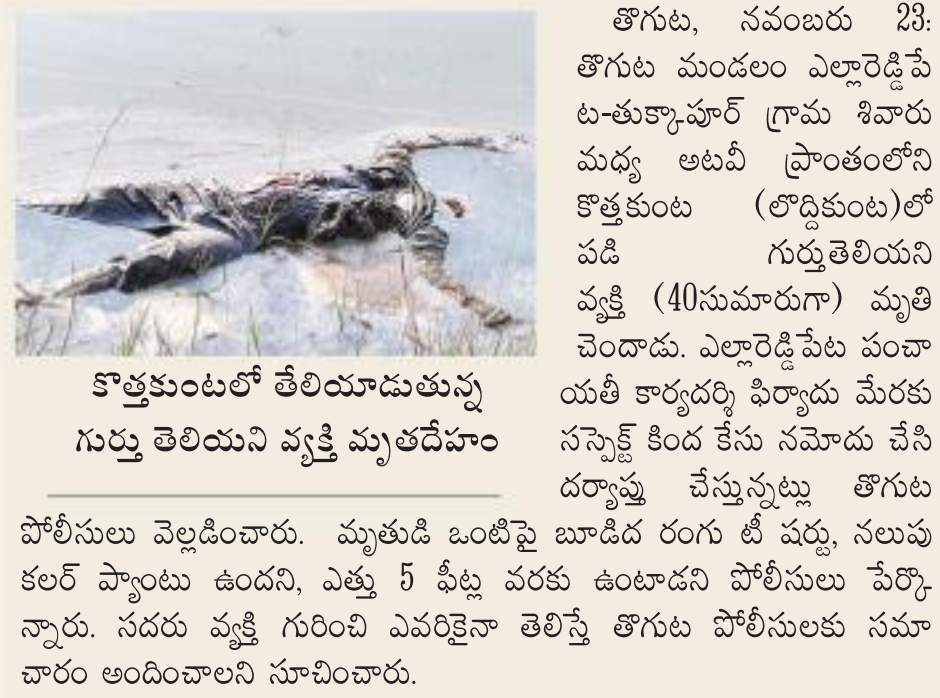 కొత్తకుంటలో తేలియాడుతున్న
గుర్తు తెలియని వ్యక్తి మృతదేహం
తొగుట, నవంబరు 23:
తొగుట మండలం ఎల్లారెడ్డిపే
ట-తుక్కాపూర్ గ్రామ శివారు
మధ్య అటవీ ప్రాంతంలోని
కొత్తకుంట (లొద్దికుంట)లో
పడి గుర్తుతెలియని
వ్యక్తి (40సుమారుగా) మృతి
చెందాడు. ఎల్లారెడ్డిపేట పంచా
యతీ కార్యదర్శి ఫిర్యాదు మేరకు
సస్పెక్ట్ కింద కేసు నమోదు చేసి
దర్యాప్తు చేస్తున్నట్లు తొగుట
పోలీసులు వెల్లడించారు. మృతుడి ఒంటిపై బూడిద రంగు టీ షర్టు, నలుపు
కలర్ ప్యాంటు ఉందని, ఎత్తు 5 ఫీట్ల వరకు ఉంటాడని పోలీసులు పేర్కొ
న్నారు. సదరు వ్యక్తి గురించి ఎవరికైనా తెలిస్తే తొగుట పోలీసులకు సమా
చారం అందించాలని సూచించారు.